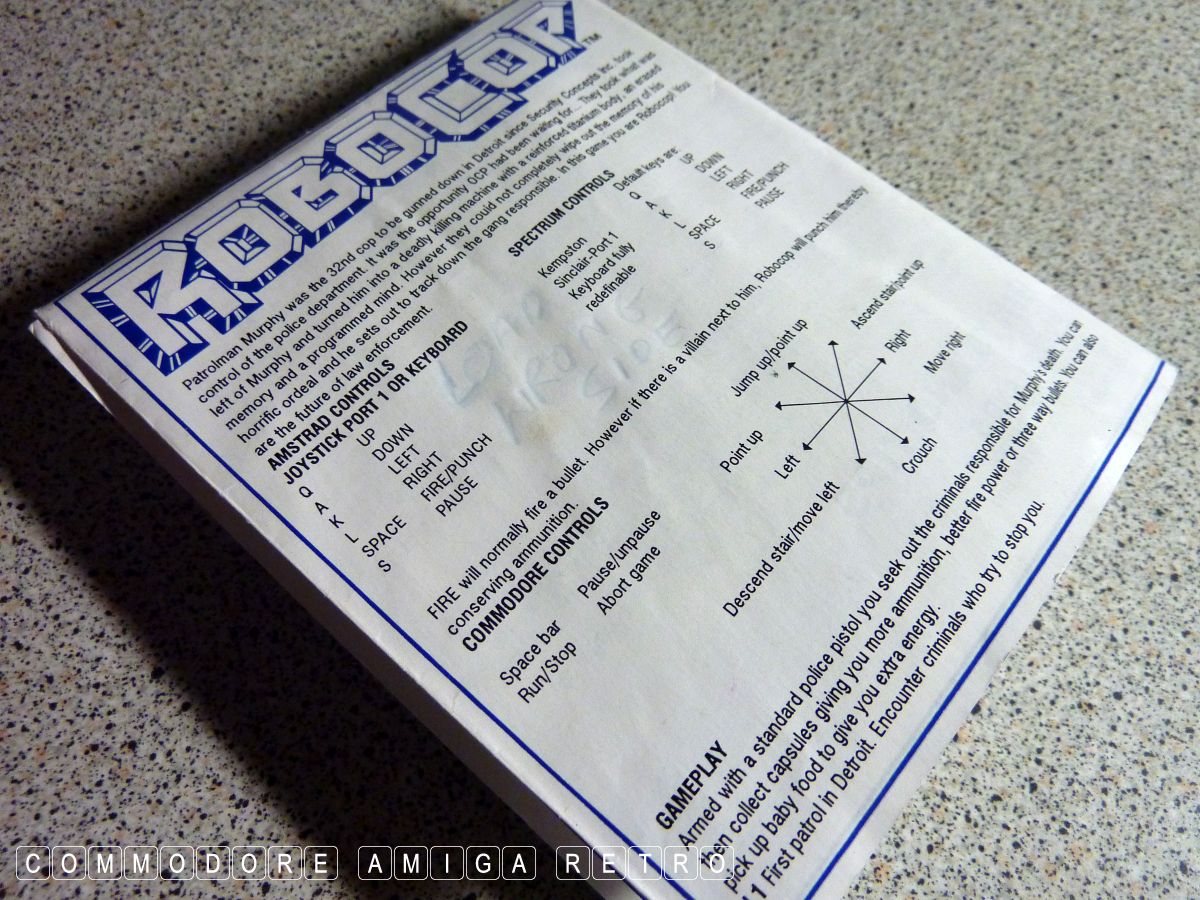 ROBOCOP™
Patrolman Murphy was the 32nd cop to be gunned down in Detroit since Security Concepts Inc. took
control of the police department. It was the opportunity OCP had been waiting for... They took what was
left of Murphy and turned him into a deadly killing machine with a reinforced titanium body, an erased
memory and a programmed mind. However they could not completely wipe out the memory of his
horrific ordeal and he sets out to track down the gang responsible. In this game you are Robocop! You
are the future of law enforcement.
AMSTRAD CONTROLS
JOYSTICK PORT 1 OR KEYBOARD
Q UP
A DOWN
K LEFT
L RIGHT
SPACE FIRE/PUNCH
S PAUSE
SPECTRUM CONTROLS
Kempston
Sinclair-Port 1
Keyboard fully
redefinable
Default keys are:
Q UP
A DOWN
K LEFT
L RIGHT
SPACE FIRE/PUNCH
S PAUSE
WRONG
SIDE
FIRE will normally fire a bullet. However if there is a villain next to him, Robocop will punch him thereby
conserving ammunition.
COMMODORE CONTROLS
Space bar Pause/unpause
Run/Stop Abort game
Jump up/point up
Ascend stair/point up
Point up
Right
Left
Move right
Descend stair/move left
Crouch
GAMEPLAY
Armed with a standard police pistol you seek out the criminals responsible for Murphy's death. You can
then collect capsules giving you more ammunition, better fire power or three way bullets. You can also
pick up baby food to give you extra energy.
1 First patrol in Detroit. Encounter criminals who try to stop you.
COMMODORE AMIGA RETRO